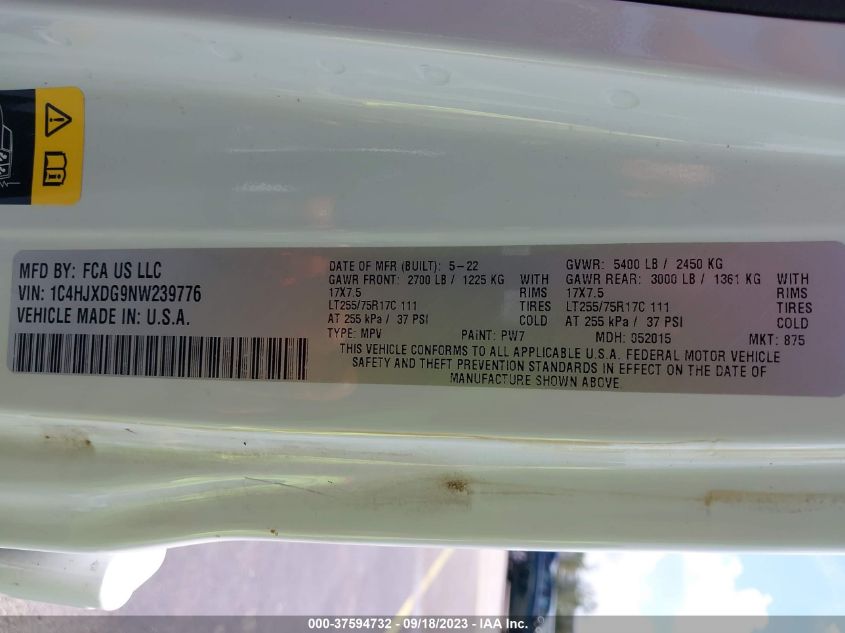 MFD BY: FCA US LLC
VIN: 1C4HJXDG9NW239776
VEHICLE MADE IN: U.S.A.
DATE OF MFR (BUILT): 5-22
GAWR FRONT: 2700 LB / 1225 KG WITH
17X7.5 RIMS
LT255/75R17C 111 TIRES
AT 255 kPa / 37 PSI COLD
GVWR: 5400 LB / 2450 KG
GAWR REAR: 3000 LB / 1361 KG WITH
17X7.5 RIMS
LT255/75R17C 111 TIRES
AT 255 kPa / 37 PSI COLD
TYPE: MPV PAINT: PW7 MDH: 052015 MKT: 875
THIS VEHICLE CONFORMS TO ALL APPLICABLE U.S.A. FEDERAL MOTOR VEHICLE
SAFETY AND THEFT PREVENTION STANDARDS IN EFFECT ON THE DATE OF
MANUFACTURE SHOWN ABOVE.
000-37594732 - 09/18/2023 - IAA Inc.